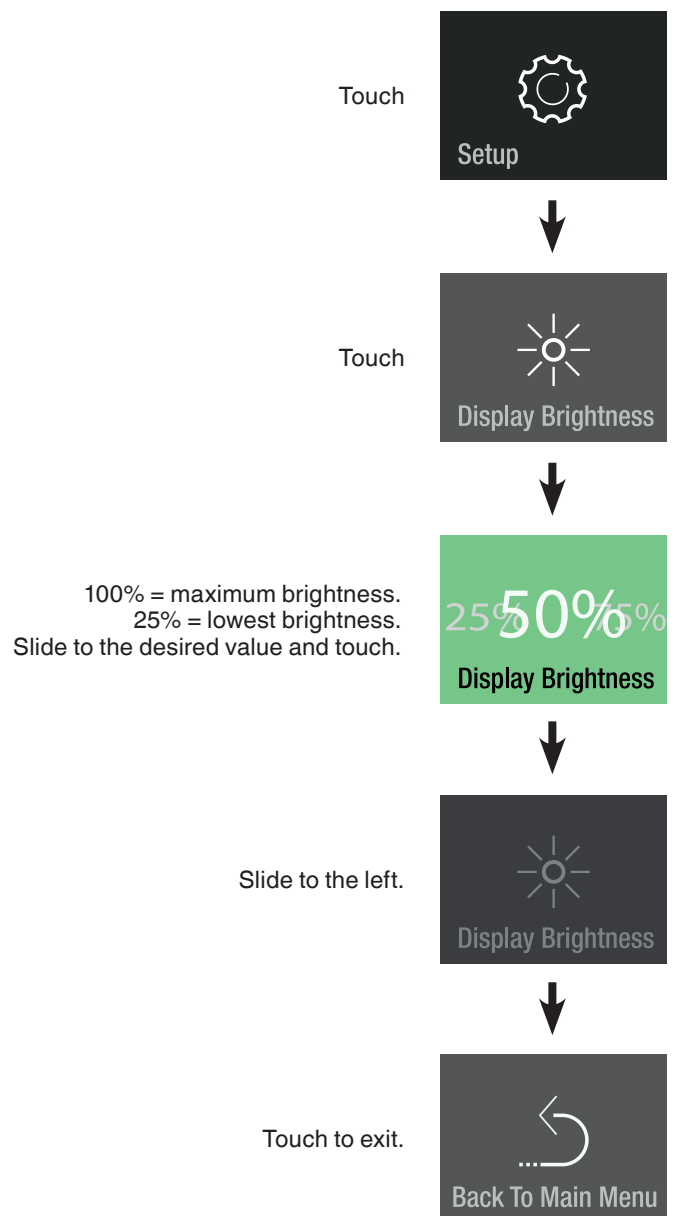 Touch
Setup
Touch
Display Brightness
100% = maximum brightness.
25% = lowest brightness.
Slide to the desired value and touch.
25% 50% 75%
Display Brightness
Slide to the left.
Display Brightness
Touch to exit.
Back To Main Menu